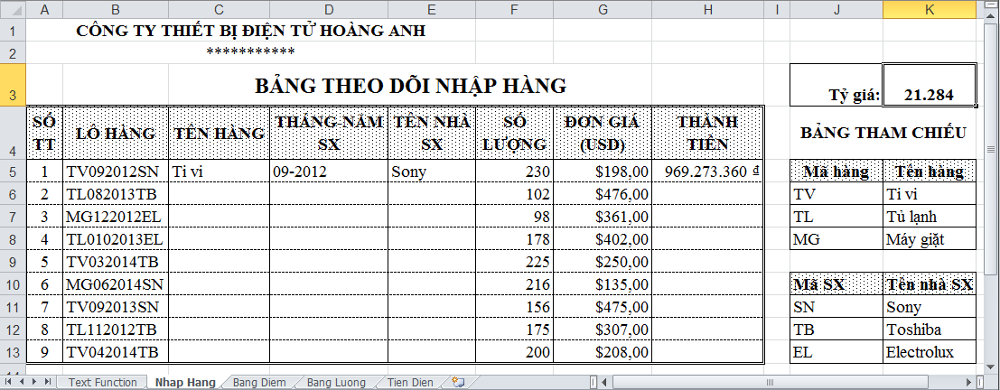 A B C D E F G H I J K
1 CÔNG TY THIẾT BỊ ĐIỆN TỬ HOÀNG ANH
2 ***********
3 BẢNG THEO DÕI NHẬP HÀNG Tỷ giá: 21.284
4 SỐ TT LÔ HÀNG TÊN HÀNG THÁNG-NĂM SX TÊN NHÀ SX SỐ LƯỢNG ĐƠN GIÁ (USD) THÀNH TIỀN BẢNG THAM CHIẾU
5 1 TV092012SN Ti vi 09-2012 Sony 230 $198,00 969.273.360 ₫ Mã hàng Tên hàng
6 2 TL082013TB 102 $476,00 TV Ti vi
7 3 MG122012EL 98 $361,00 TL Tủ lạnh
8 4 TL0102013EL 178 $402,00 MG Máy giặt
9 5 TV032014TB 225 $250,00
10 6 MG062014SN 216 $135,00 Mã SX Tên nhà SX
11 7 TV092013SN 156 $475,00 SN Sony
12 8 TL112012TB 175 $307,00 TB Toshiba
13 9 TV042014TB 200 $208,00 EL Electrolux
Text Function Nhap Hang Bang Diem Bang Luong Tien Dien